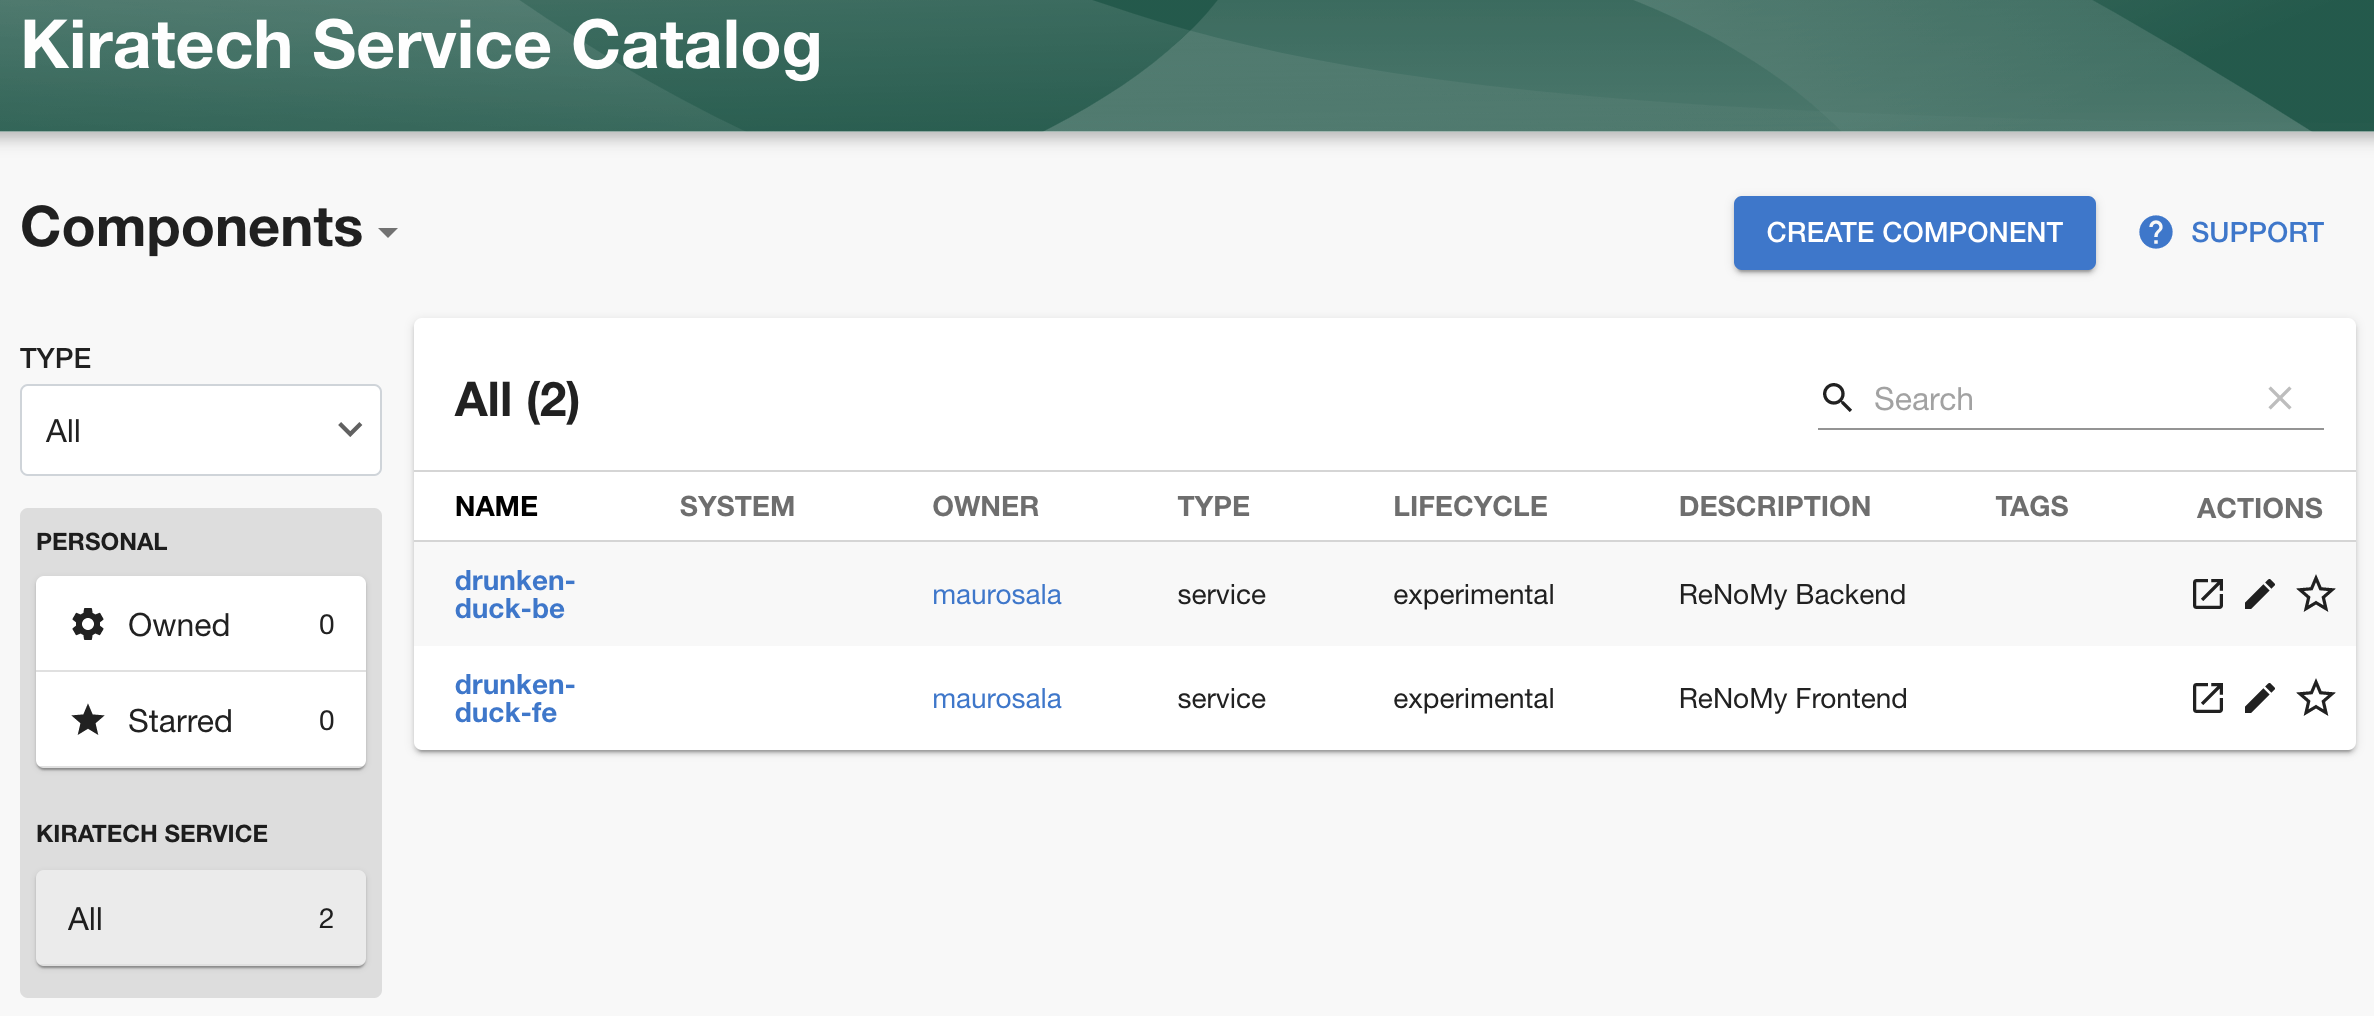 Kiratech Service Catalog
Components
CREATE COMPONENT
SUPPORT
TYPE
All
PERSONAL
Owned 0
Starred 0
KIRATECH SERVICE
All 2
All (2)
Search
NAME SYSTEM OWNER TYPE LIFECYCLE DESCRIPTION TAGS ACTIONS
drunken-
duck-be
maurosala service experimental ReNoMy Backend
drunken-
duck-fe
maurosala service experimental ReNoMy Frontend